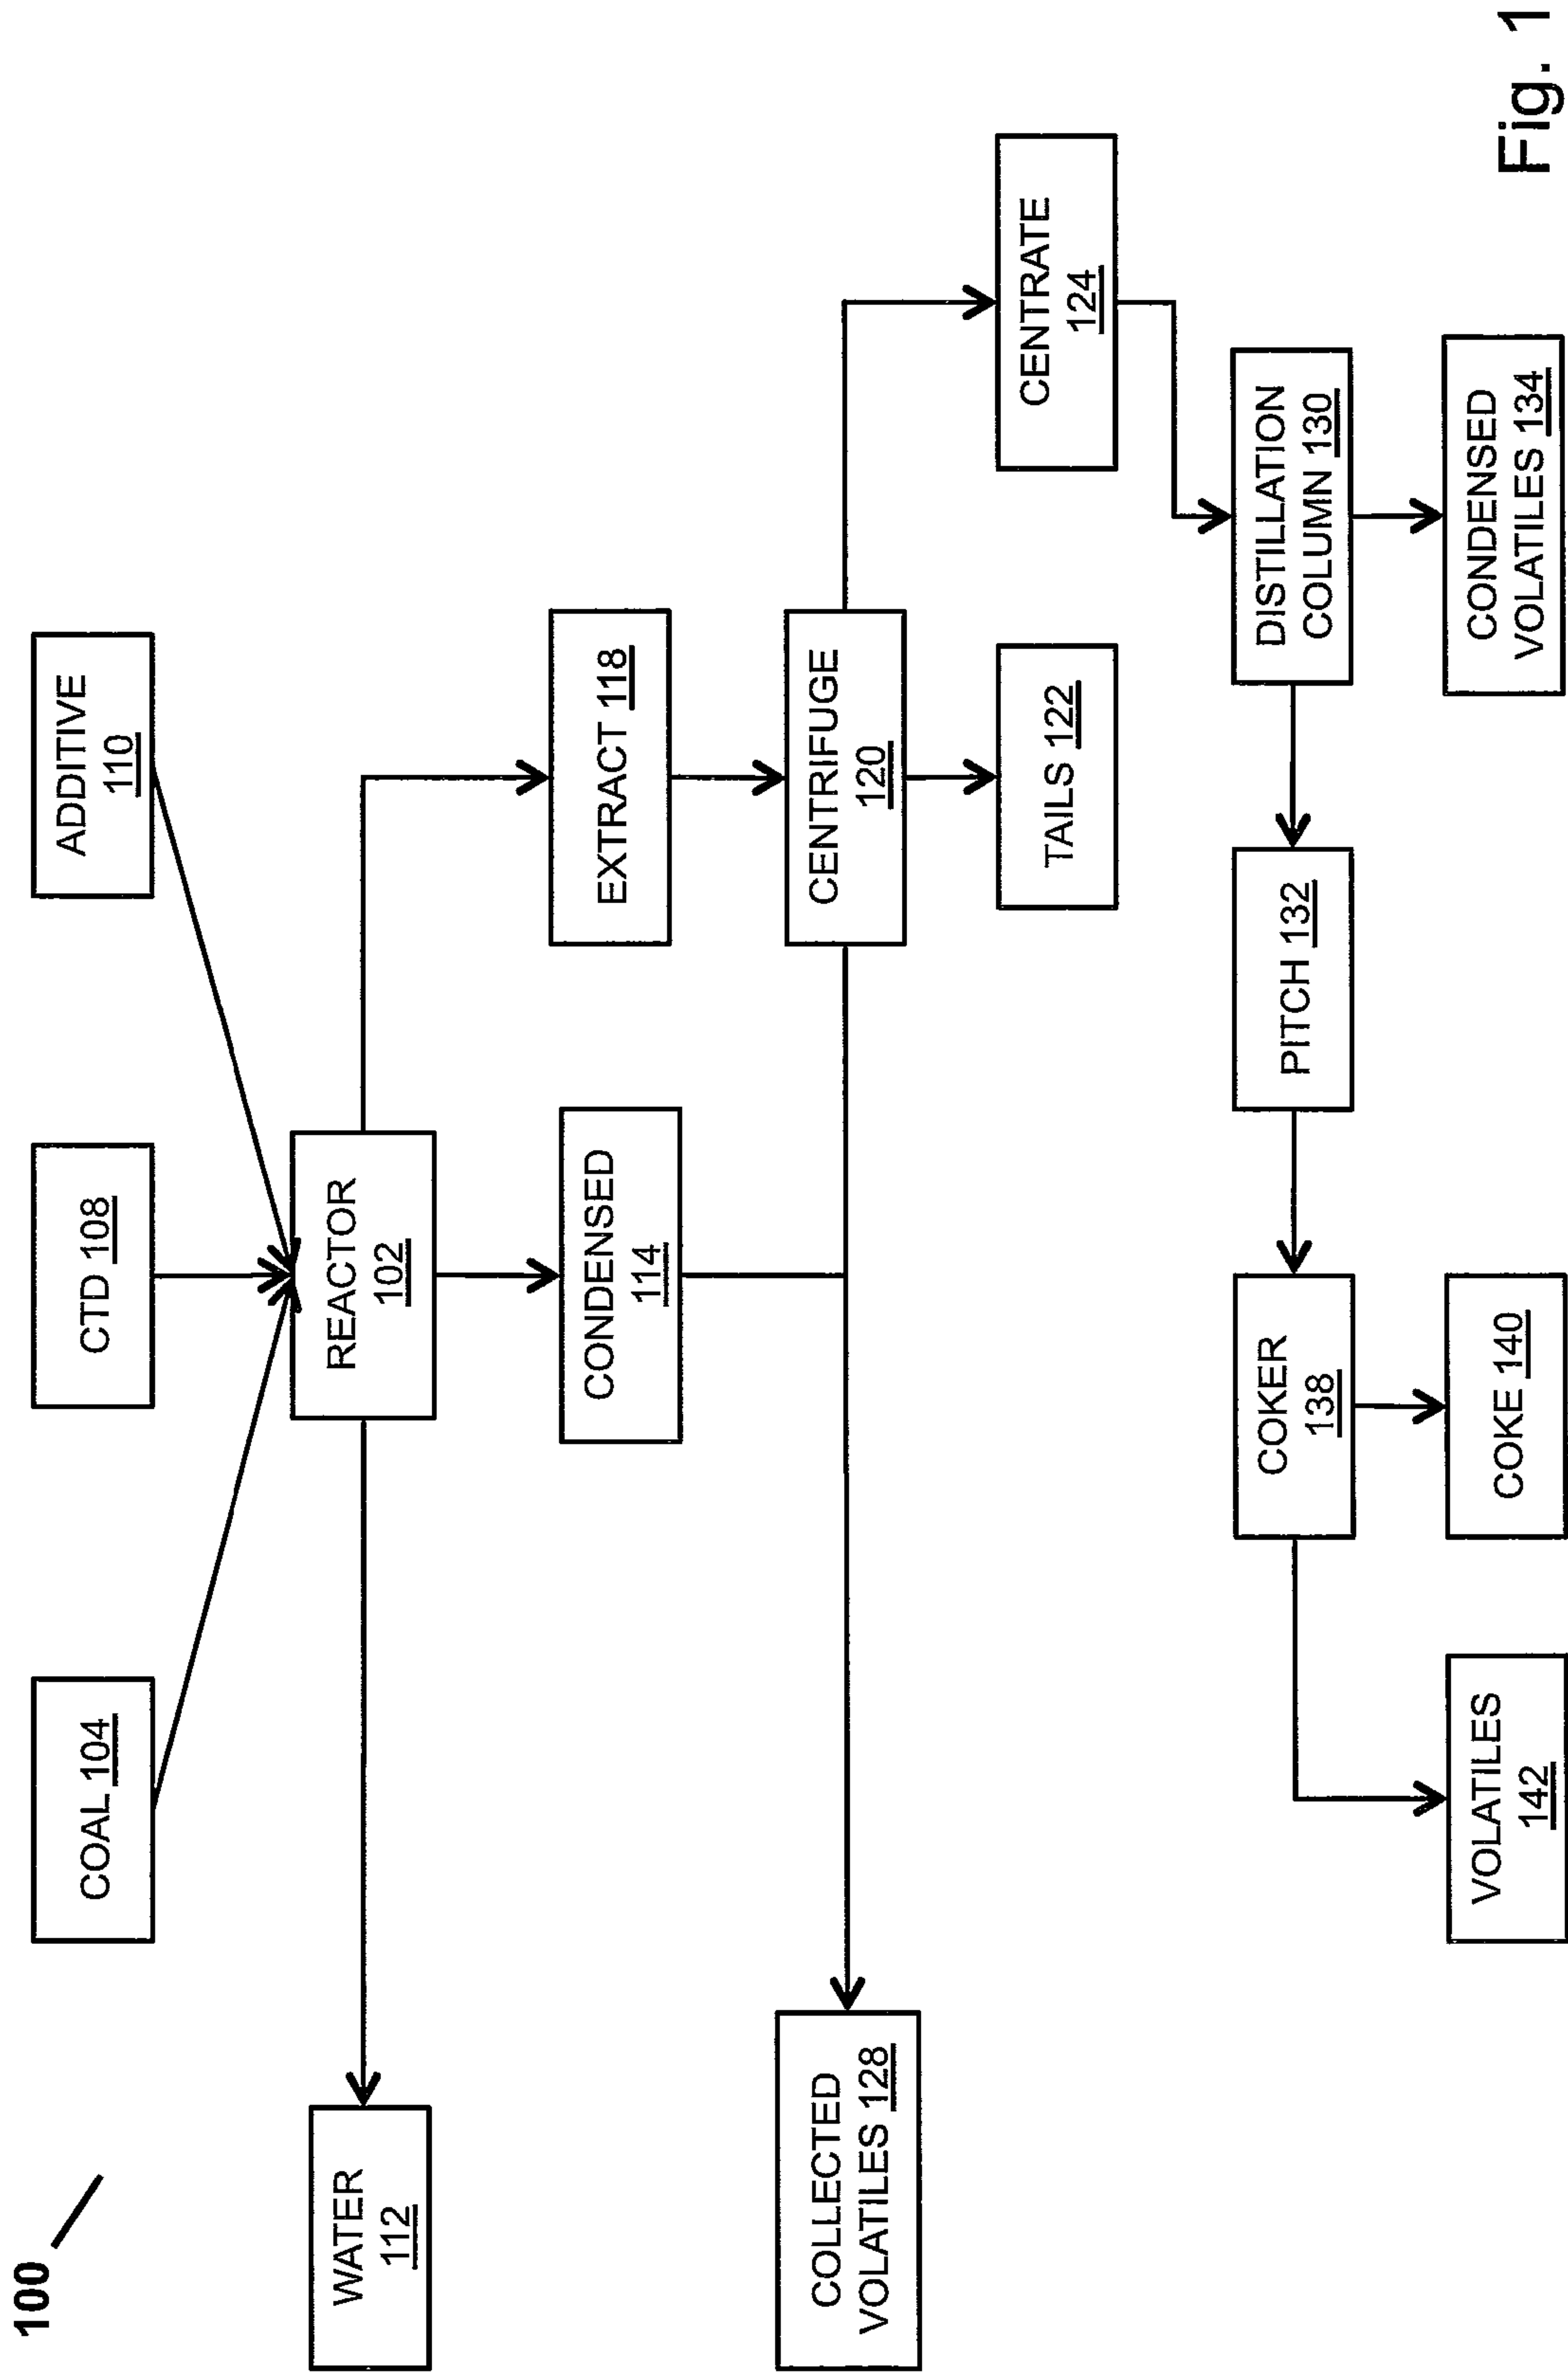 100
COAL 104
CTD 108
ADDITIVE
110
WATER
112
REACTOR
102
CONDENSED
114
EXTRACT 118
COLLECTED
VOLATILES 128
CENTRIFUGE
120
TAILS 122
CENTRATE
124
COKER
138
PITCH 132
DISTILLATION
COLUMN 130
VOLATILES
142
COKE 140
CONDENSED
VOLATILES 134
Fig. 1